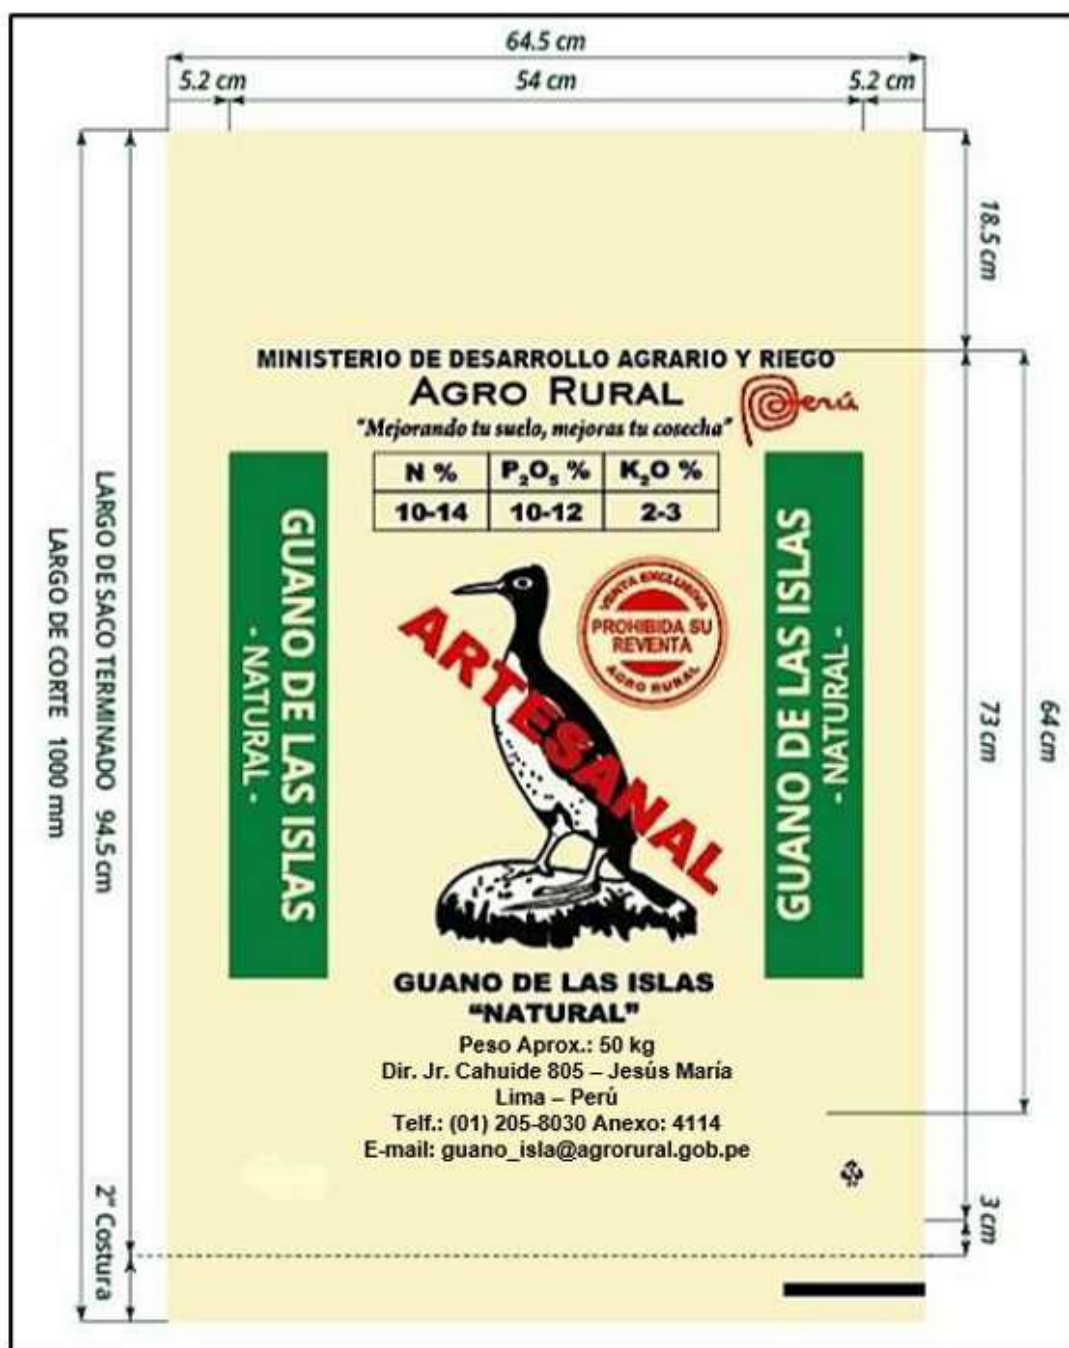 64.5 cm
5.2 cm
54 cm
5.2 cm
18.5 cm
MINISTERIO DE DESARROLLO AGRARIO Y RIEGO
AGRO RURAL
Perú
"Mejorando tu suelo, mejoras tu cosecha"
N % P₂O₅ % K₂O %
10-14 10-12 2-3
LARGO DE CORTE 1000 mm
LARGO DE SACO TERMINADO 94.5 cm
GUANO DE LAS ISLAS
- NATURAL -
VENTA EXCLUSIVA
PROHIBIDA SU
REVENTA
AGRO RURAL
ARTESANAL
GUANO DE LAS ISLAS
- NATURAL -
73 cm
64 cm
GUANO DE LAS ISLAS
"NATURAL"
Peso Aprox.: 50 kg
Dir. Jr. Cahuide 805 – Jesús María
Lima – Perú
Telf.: (01) 205-8030 Anexo: 4114
E-mail: guano_isla@agrorural.gob.pe
2" Costura
3 cm